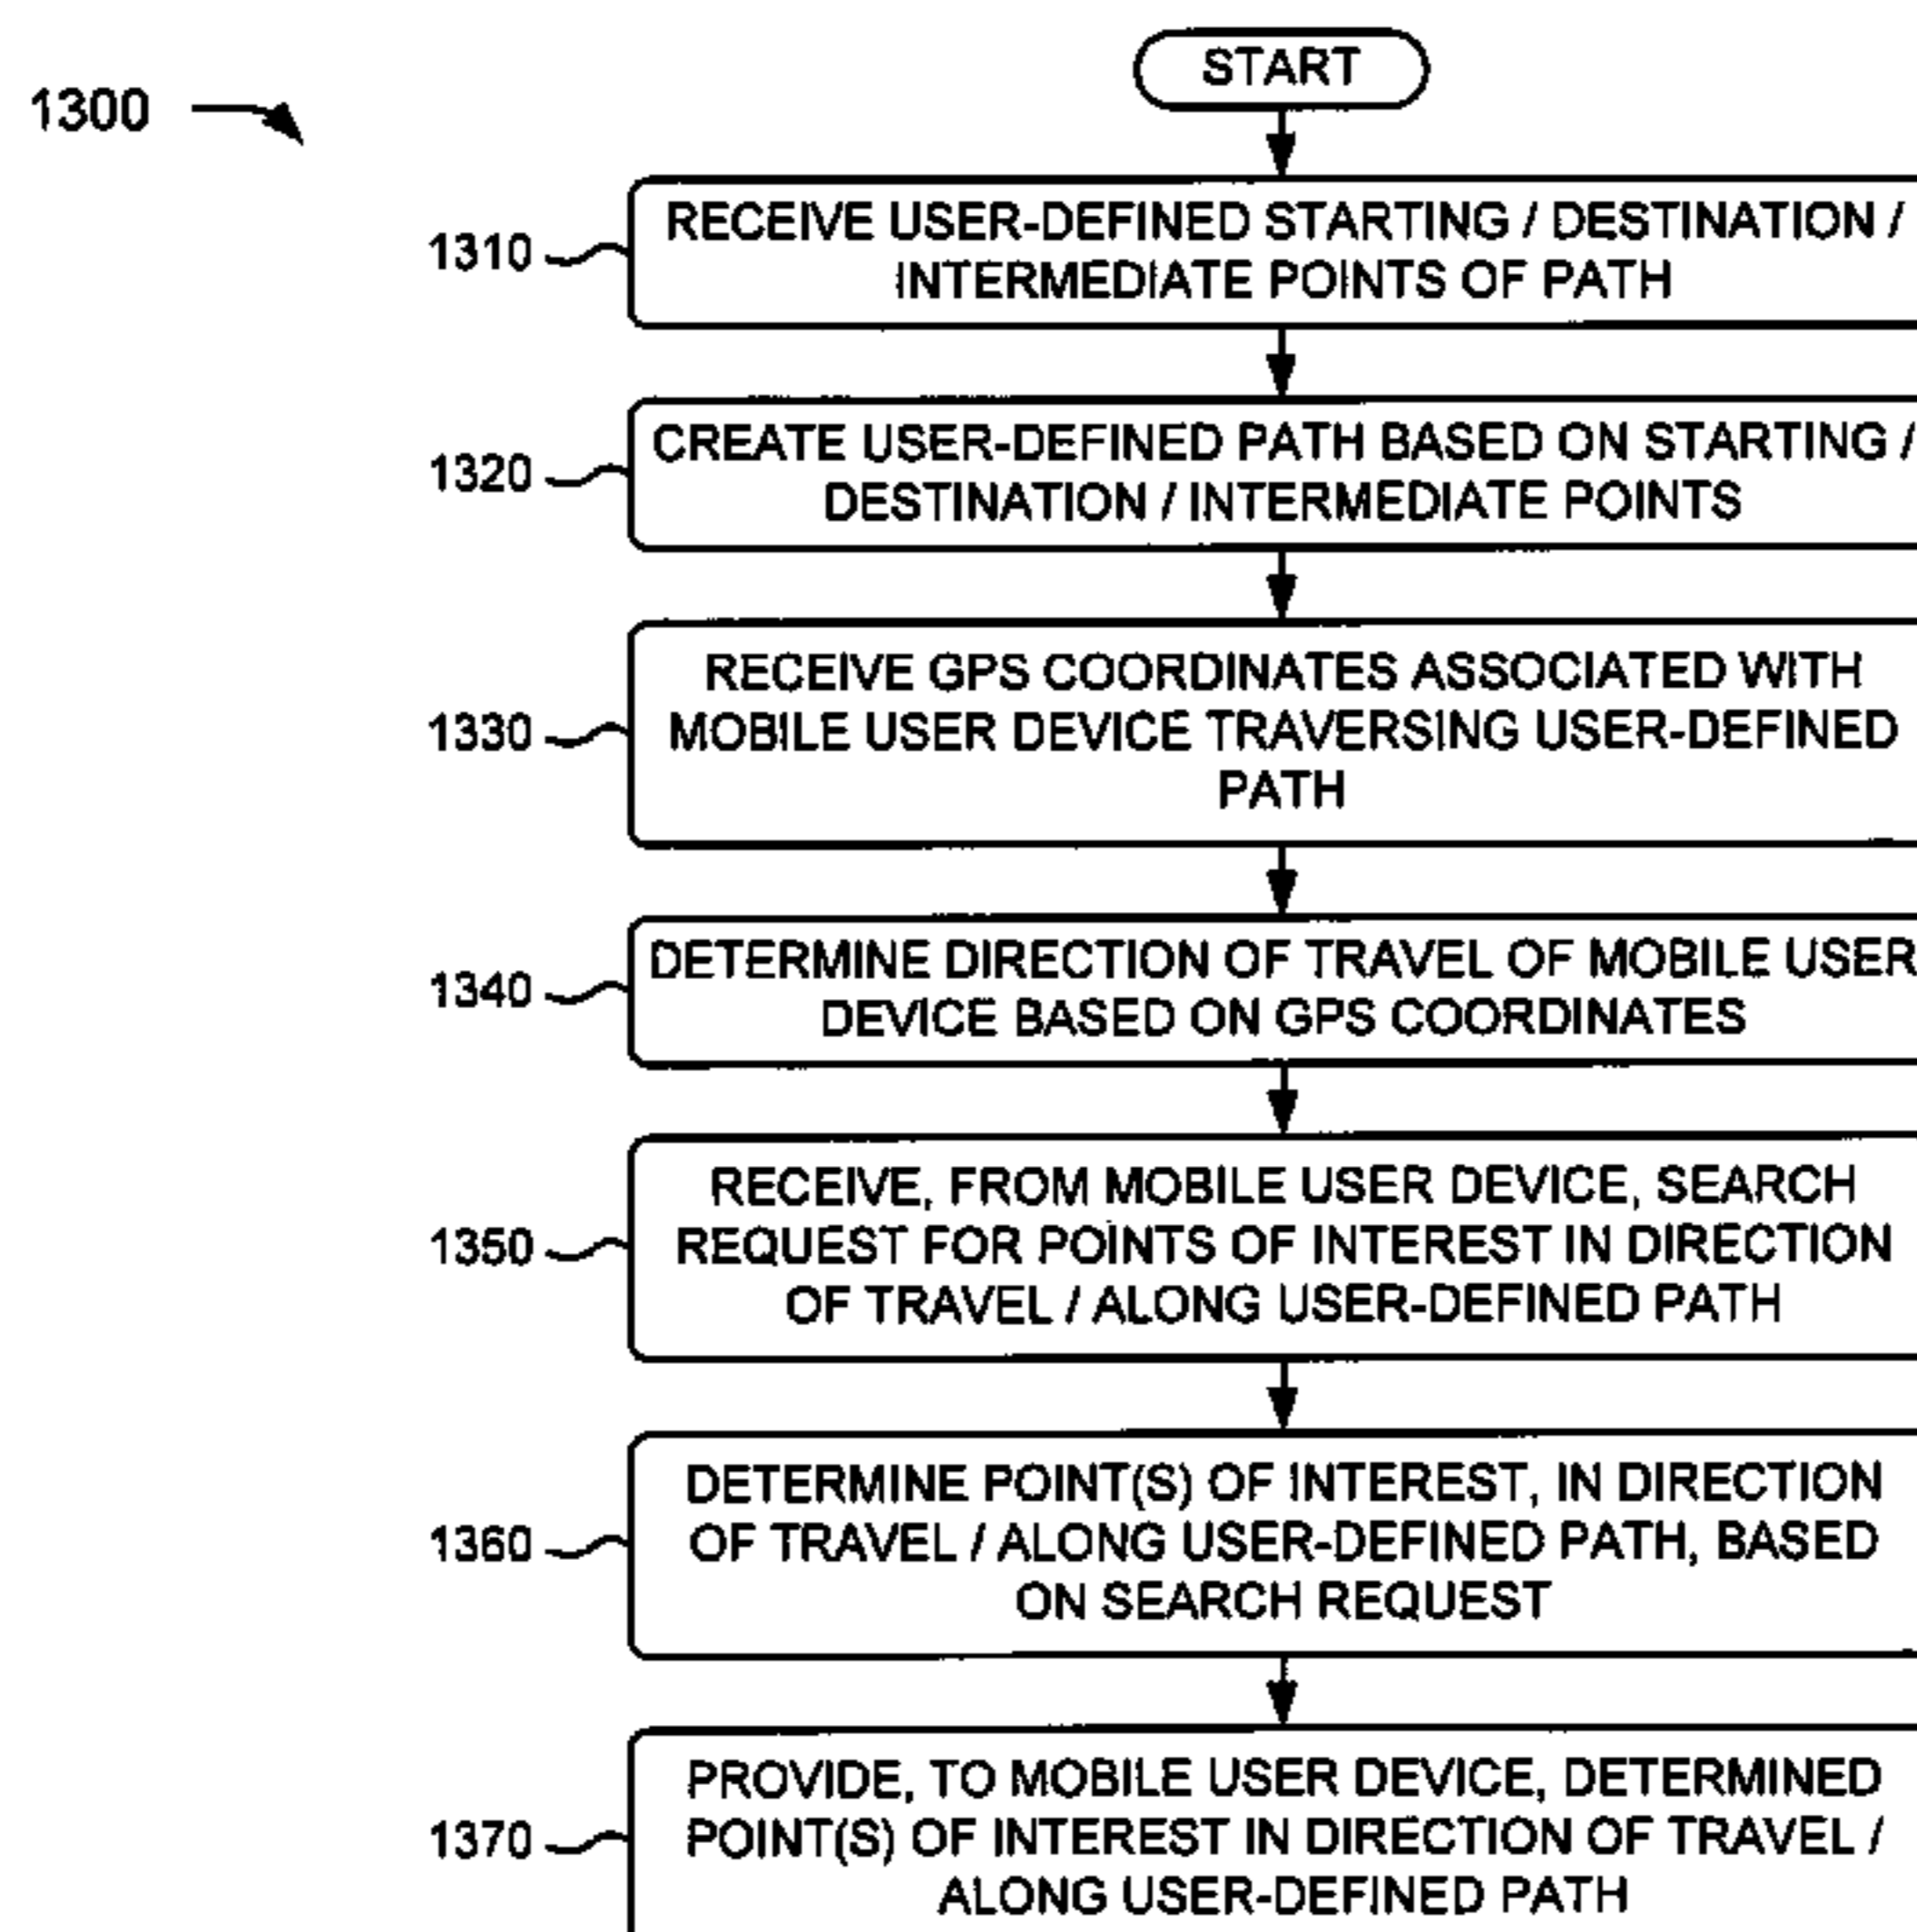 START
1300
RECEIVE USER-DEFINED STARTING / DESTINATION /
INTERMEDIATE POINTS OF PATH
1310
CREATE USER-DEFINED PATH BASED ON STARTING /
DESTINATION / INTERMEDIATE POINTS
1320
RECEIVE GPS COORDINATES ASSOCIATED WITH
MOBILE USER DEVICE TRAVERSING USER-DEFINED
PATH
1330
DETERMINE DIRECTION OF TRAVEL OF MOBILE USER
DEVICE BASED ON GPS COORDINATES
1340
RECEIVE, FROM MOBILE USER DEVICE, SEARCH
REQUEST FOR POINTS OF INTEREST IN DIRECTION
OF TRAVEL / ALONG USER-DEFINED PATH
1350
DETERMINE POINT(S) OF INTEREST, IN DIRECTION
OF TRAVEL / ALONG USER-DEFINED PATH, BASED
ON SEARCH REQUEST
1360
PROVIDE, TO MOBILE USER DEVICE, DETERMINED
POINT(S) OF INTEREST IN DIRECTION OF TRAVEL /
ALONG USER-DEFINED PATH
1370